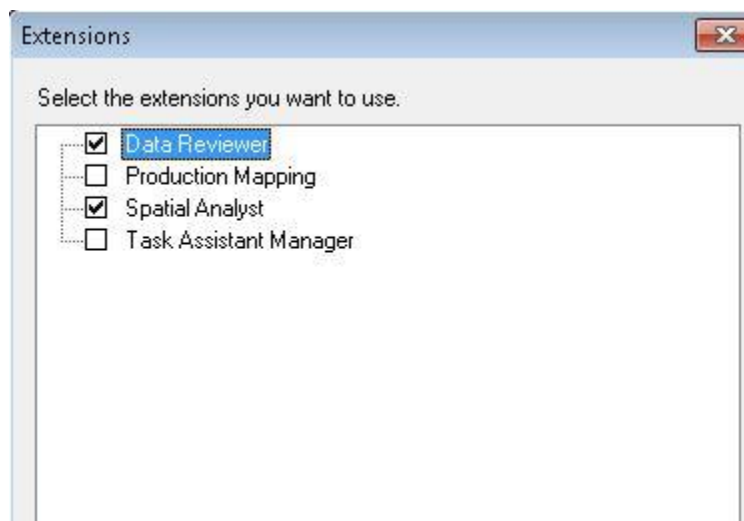 Extensions
Select the extensions you want to use.
Data Reviewer
Production Mapping
Spatial Analyst
Task Assistant Manager